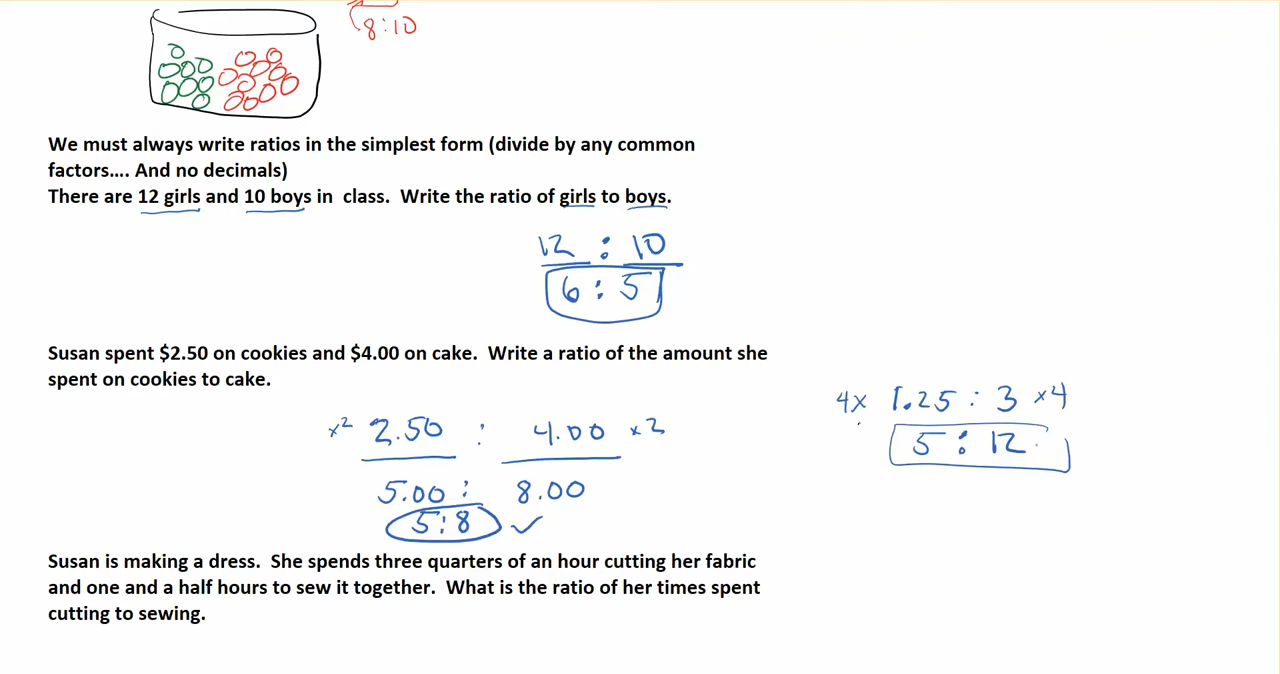 8:10
We must always write ratios in the simplest form (divide by any common
factors.... And no decimals)
There are 12 girls and 10 boys in class. Write the ratio of girls to boys.
12 : 10
6 : 5
Susan spent $2.50 on cookies and $4.00 on cake. Write a ratio of the amount she
spent on cookies to cake.
4x 1.25 : 3 x4
x2 2.50 : 4.00 x2
5 : 12
5.00 : 8.00
5:8
Susan is making a dress. She spends three quarters of an hour cutting her fabric
and one and a half hours to sew it together. What is the ratio of her times spent
cutting to sewing.